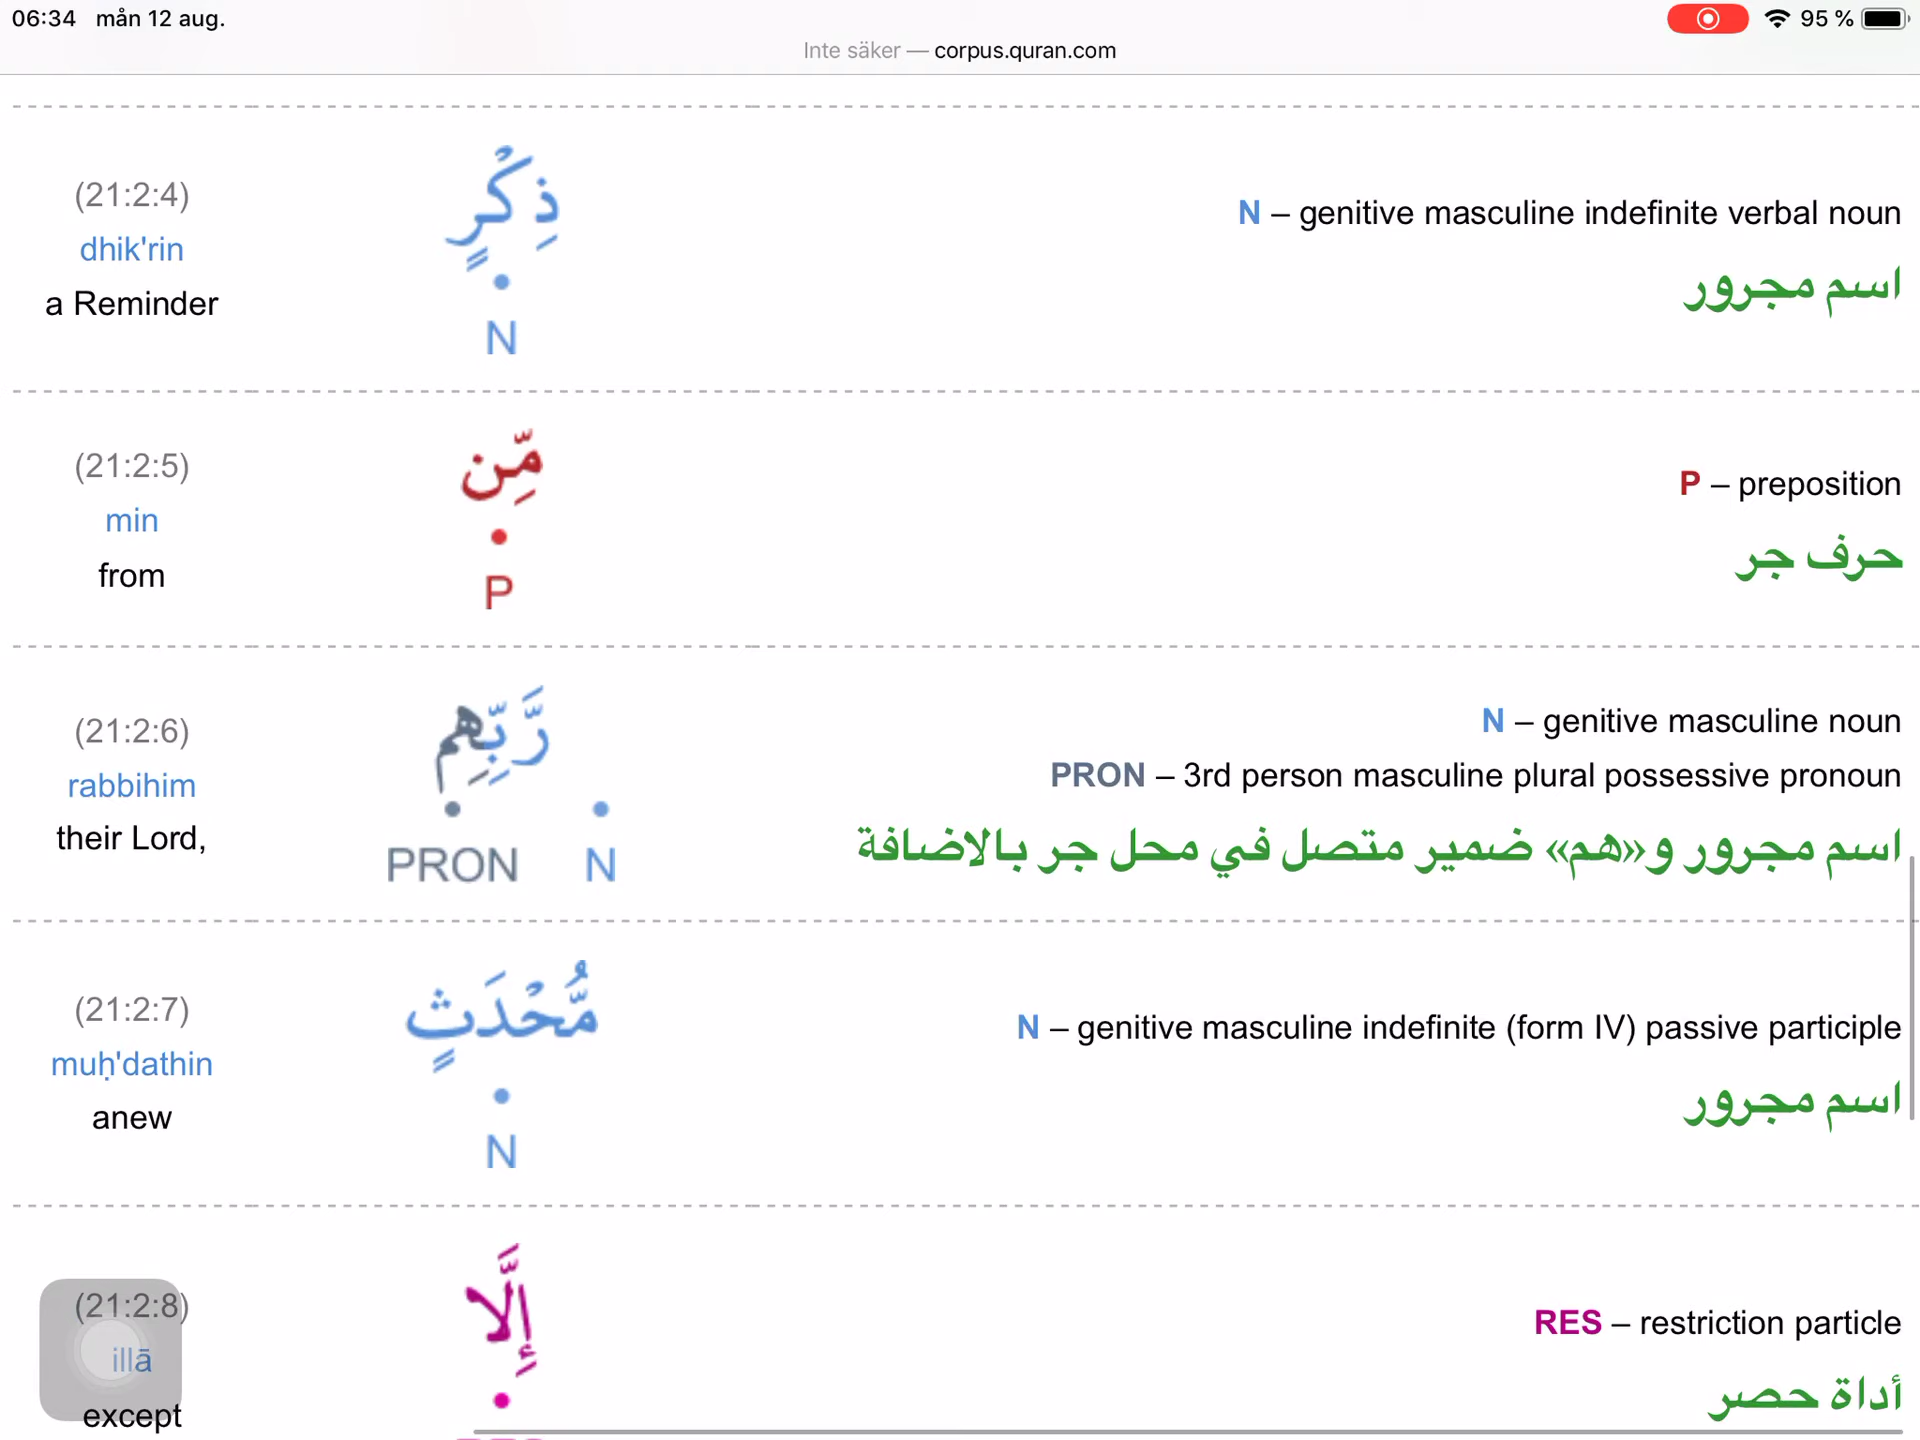 06:34 mån 12 aug.
95 %
Inte säker — corpus.quran.com
(21:2:4)
dhik'rin
a Reminder
ذِكْرٍ
N
N – genitive masculine indefinite verbal noun
اسم مجرور
(21:2:5)
min
from
مِّن
P
P – preposition
حرف جر
(21:2:6)
rabbihim
their Lord,
رَّبِّهِم
PRON N
N – genitive masculine noun
PRON – 3rd person masculine plural possessive pronoun
اسم مجرور و«هم» ضمير متصل في محل جر بالاضافة
(21:2:7)
muḥ'dathin
anew
مُّحْدَثٍ
N
N – genitive masculine indefinite (form IV) passive participle
اسم مجرور
(21:2:8)
illā
except
إِلَّا
RES – restriction particle
أداة حصر